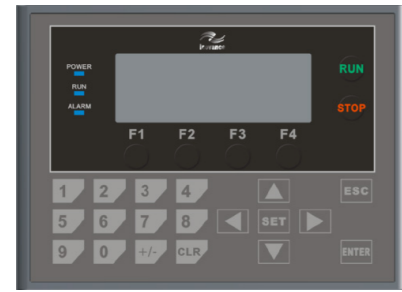 POWER
RUN
ALARM
RUN
STOP
F1 F2 F3 F4
1 2 3 4 ESC
5 6 7 8 SET
9 0 +/- CLR ENTER